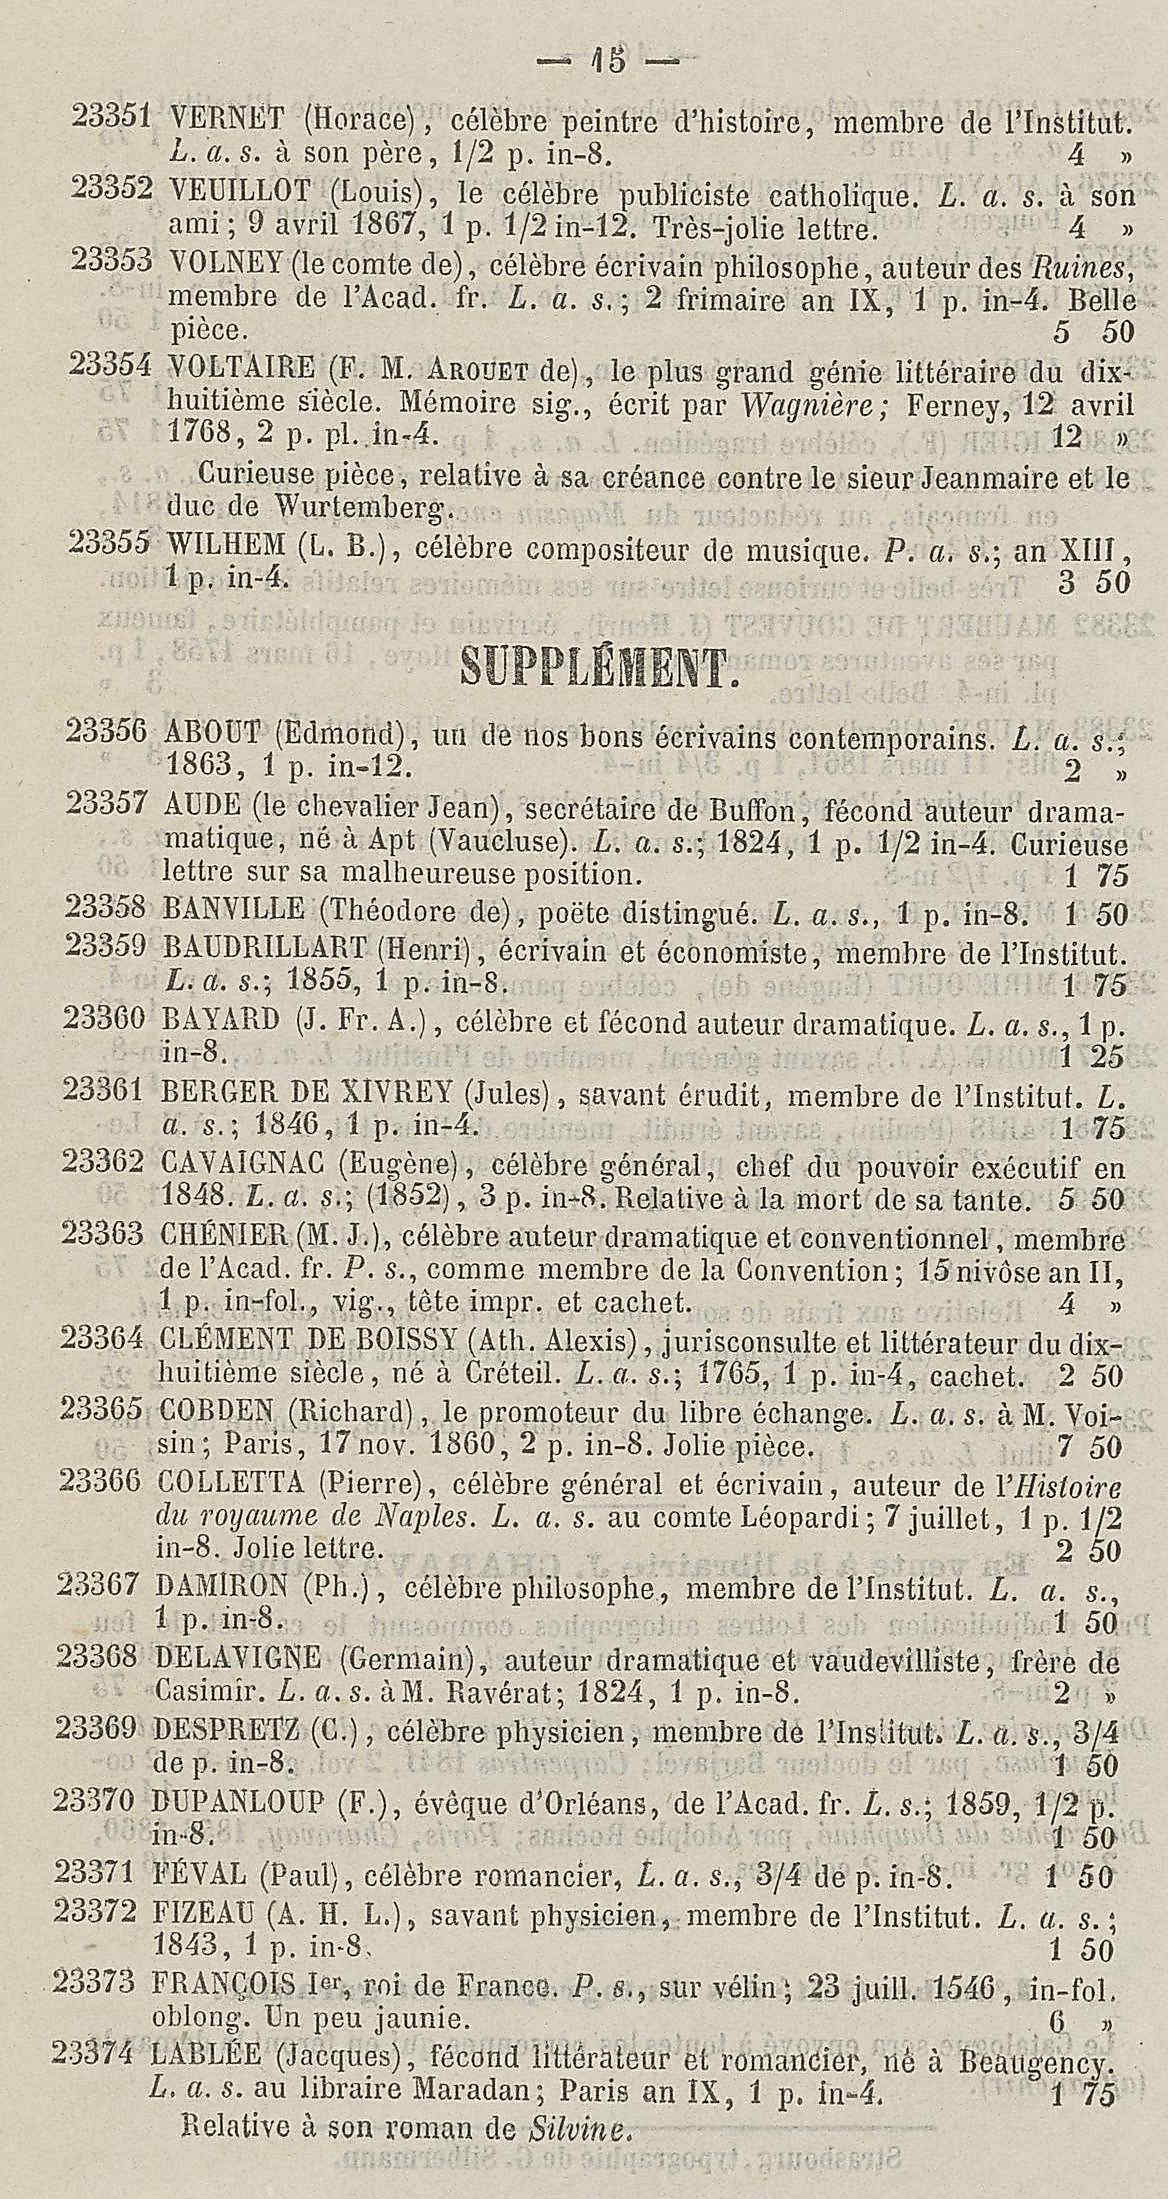 — 15 —
23351 VERNET (Horace), célèbre peintre d'histoire, membre de l'Institut.
L. a. s. à son père, 1/2 p. in-8. 4 »
23352 VEUILLOT (Louis), le célèbre publiciste catholique. L. a. s. à son
ami; 9 avril 1867, 1 p. 1/2 in-12. Très-jolie lettre. 4 »
23353 VOLNEY (le comte de), célèbre écrivain philosophe, auteur des Ruines,
membre de l'Acad. fr. L. a. s.; 2 frimaire an IX, 1 p. in-4. Belle
pièce. 5 50
23354 VOLTAIRE (F. M. AROUET de), le plus grand génie littéraire du dix-
huitième siècle. Mémoire sig., écrit par Wagnière; Ferney, 12 avril
1768, 2 p. pl. in-4. 12 »
Curieuse pièce, relative à sa créance contre le sieur Jeanmaire et le
duc de Wurtemberg.
23355 WILHEM (L. B.), célèbre compositeur de musique. P. a. s.; an XIII,
1 p. in-4. 3 50
SUPPLÉMENT.
23356 ABOUT (Edmond), un de nos bons écrivains contemporains. L. a. s.;
1863, 1 p. in-12. 2 »
23357 AUDE (le chevalier Jean), secrétaire de Buffon, fécond auteur drama-
matique, né à Apt (Vaucluse). L. a. s.; 1824, 1 p. 1/2 in-4. Curieuse
lettre sur sa malheureuse position. 1 75
23358 BANVILLE (Théodore de), poëte distingué. L. a. s., 1 p. in-8. 1 50
23359 BAUDRILLART (Henri), écrivain et économiste, membre de l'Institut.
L. a. s.; 1855, 1 p. in-8. 1 75
23360 BAYARD (J. Fr. A.), célèbre et fécond auteur dramatique. L. a. s., 1 p.
in-8. 1 25
23361 BERGER DE XIVREY (Jules), savant érudit, membre de l'Institut. L.
a. s.; 1846, 1 p. in-4. 1 75
23362 CAVAIGNAC (Eugène), célèbre général, chef du pouvoir exécutif en
1848. L. a. s.; (1852), 3 p. in-8. Relative à la mort de sa tante. 5 50
23363 CHÉNIER (M. J.), célèbre auteur dramatique et conventionnel, membre
de l'Acad. fr. P. s., comme membre de la Convention; 15 nivôse an II,
1 p. in-fol., vig., tête impr. et cachet. 4 »
23364 CLÉMENT DE BOISSY (Ath. Alexis), jurisconsulte et littérateur du dix-
huitième siècle, né à Créteil. L. a. s.; 1765, 1 p. in-4, cachet. 2 50
23365 COBDEN (Richard), le promoteur du libre échange. L. a. s. à M. Voi-
sin; Paris, 17 nov. 1860, 2 p. in-8. Jolie pièce. 7 50
23366 COLLETTA (Pierre), célèbre général et écrivain, auteur de l'Histoire
du royaume de Naples. L. a. s. au comte Léopardi; 7 juillet, 1 p. 1/2
in-8. Jolie lettre. 2 50
23367 DAMIRON (Ph.), célèbre philosophe, membre de l'Institut. L. a. s.,
1 p. in-8. 1 50
23368 DELAVIGNE (Germain), auteur dramatique et vaudevilliste, frère de
Casimir. L. a. s. à M. Ravérat; 1824, 1 p. in-8. 2 »
23369 DESPRETZ (C.), célèbre physicien, membre de l'Institut. L. a. s., 3/4
de p. in-8. 1 50
23370 DUPANLOUP (F.), évêque d'Orléans, de l'Acad. fr. L. s.; 1859, 1/2 p.
in-8. 1 50
23371 FÉVAL (Paul), célèbre romancier, L. a. s., 3/4 de p. in-8. 1 50
23372 FIZEAU (A. H. L.), savant physicien, membre de l'Institut. L. a. s.;
1843, 1 p. in-8. 1 50
23373 FRANÇOIS Ier, roi de France. P. s., sur vélin; 23 juill. 1546, in-fol.
oblong. Un peu jaunie. 6 »
23374 LABLÉE (Jacques), fécond littérateur et romancier, né à Beaugency.
L. a. s. au libraire Maradan; Paris an IX, 1 p. in-4. 1 75
Relative à son roman de Silvine.